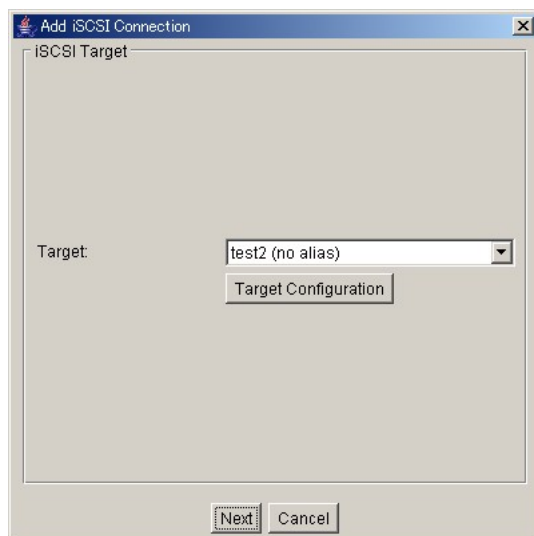 Add iSCSI Connection
iSCSI Target
Target:
test2 (no alias)
Target Configuration
Next
Cancel